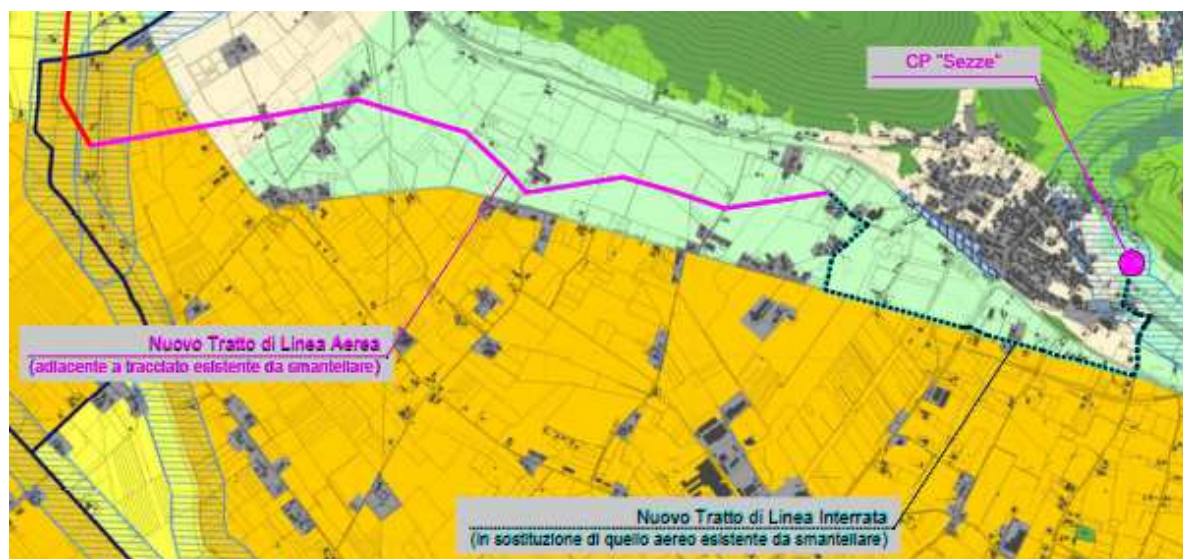 CP "Sezze"
Nuovo Tratto di Linea Aerea
(adiacente a tracciato esistente da smantellare)
Nuovo Tratto di Linea Interrata
(in sostituzione di quello aereo esistente da smantellare)